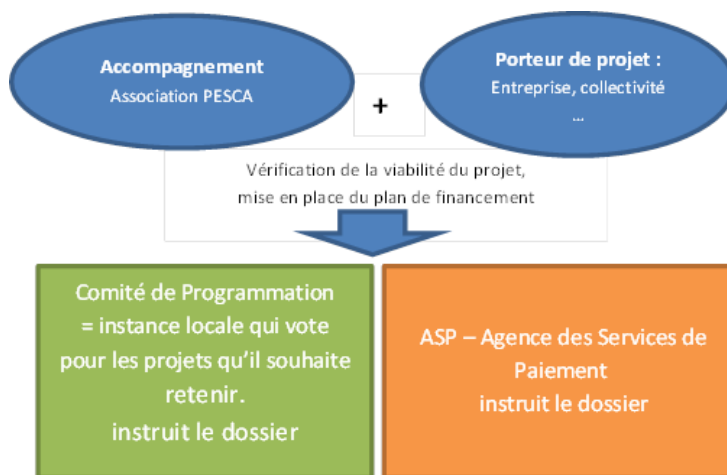 Accompagnement
Association PESCA
+
Porteur de projet :
Entreprise, collectivité
...
Vérification de la viabilité du projet,
mise en place du plan de financement
Comité de Programmation
= instance locale qui vote
pour les projets qu'il souhaite
retenir.
instruit le dossier
ASP – Agence des Services de
Paiement
instruit le dossier